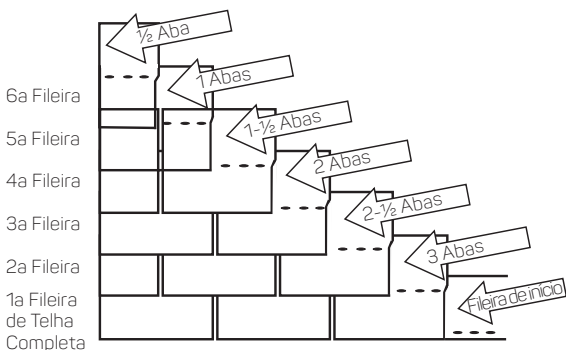 ½ Aba
1 Abas
6a Fileira
1-½ Abas
5a Fileira
2 Abas
4a Fileira
2-½ Abas
3a Fileira
3 Abas
2a Fileira
Fileira de início
1a Fileira
de Telha
Completa